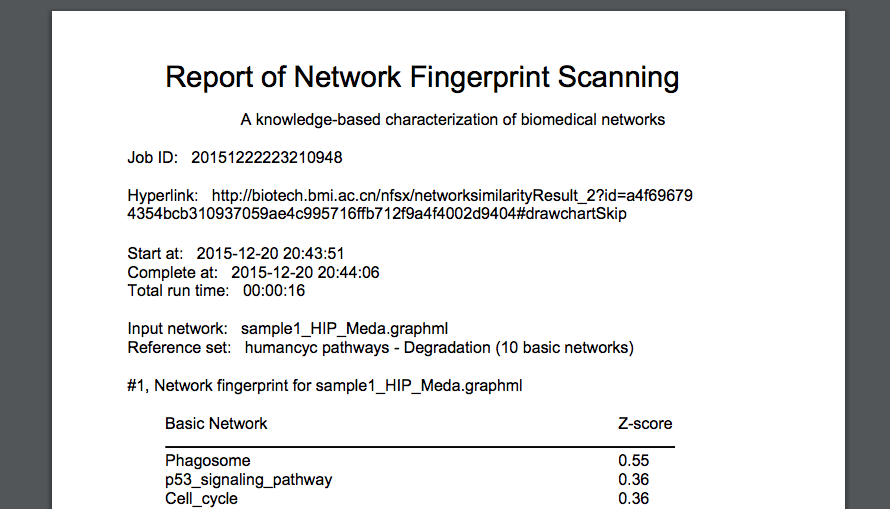 Report of Network Fingerprint Scanning
A knowledge-based characterization of biomedical networks
Job ID: 20151222223210948
Hyperlink: http://biotech.bmi.ac.cn/nfsx/networksimilarityResult_2?id=a4f69679
4354bcb310937059ae4c995716ffb712f9a4f4002d9404#drawchartSkip
Start at: 2015-12-20 20:43:51
Complete at: 2015-12-20 20:44:06
Total run time: 00:00:16
Input network: sample1_HIP_Meda.graphml
Reference set: humancyc pathways - Degradation (10 basic networks)
#1, Network fingerprint for sample1_HIP_Meda.graphml
Basic Network Z-score
Phagosome 0.55
p53_signaling_pathway 0.36
Cell_cycle 0.36